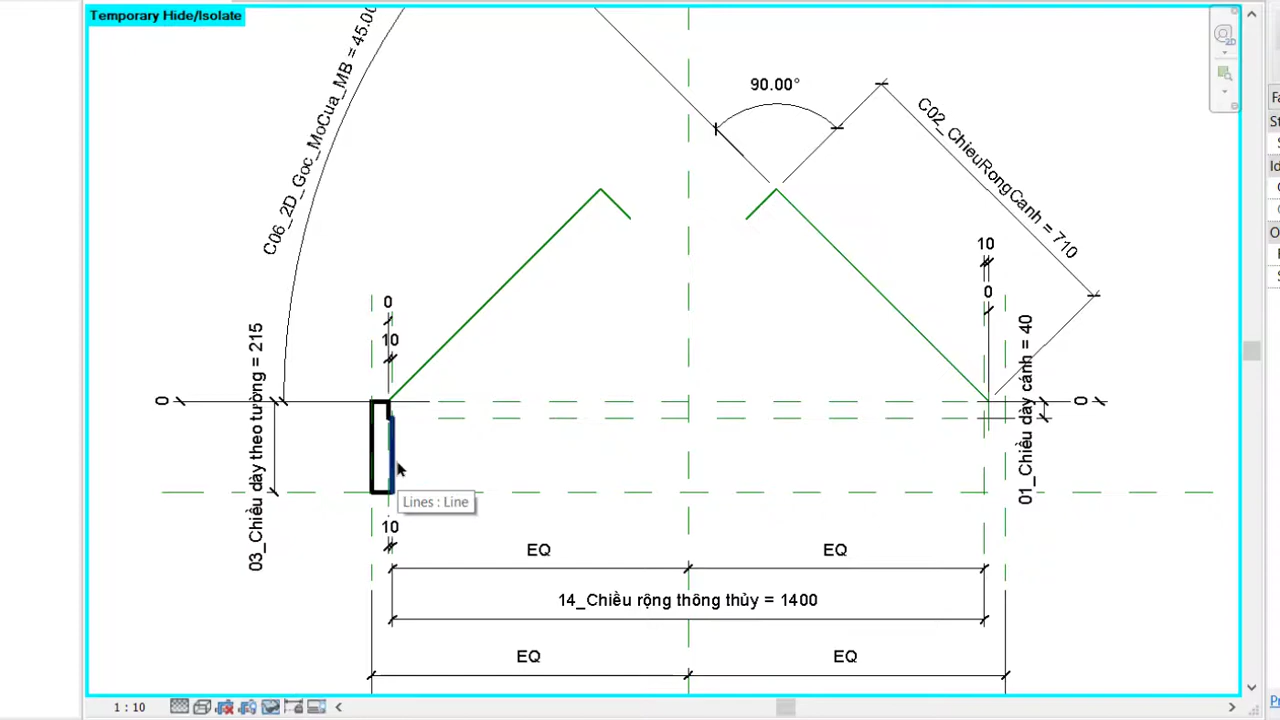 Temporary Hide/Isolate
C06_2D_Goc_MoCua_MB = 45.00
90.00°
C02_ChieuRongCanh = 710
10
0
0
10
03_Chiều dày theo tường = 215
01_Chiều dày cánh = 40
0
0
Lines : Line
10
EQ
EQ
14_Chiều rộng thông thủy = 1400
EQ
EQ
1 : 10